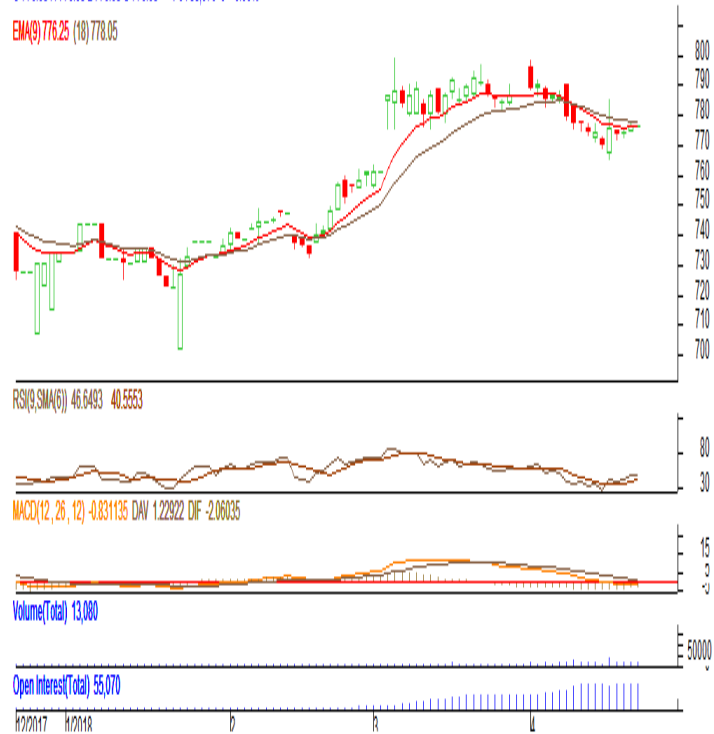 EMA(9) 776.25 (18) 778.05
800
790
780
770
760
750
740
730
720
710
700
RSI(9,SMA(6)) 46.6493 40.5553
80
30
MACD(12 , 26 , 12) -0.831135 DAV 1.22922 DIF -2.06035
15
Volume(Total) 13,080
50000
Open Interest(Total) 55,070
12/2017 1/2018 2 3 4